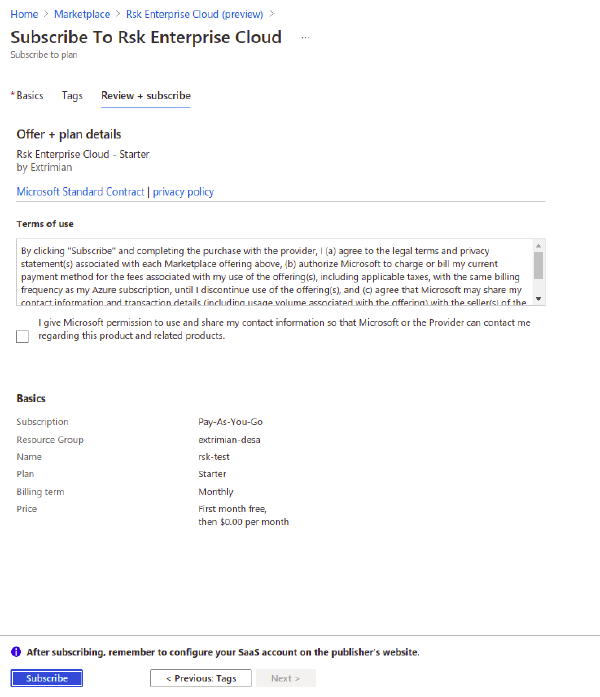 Home > Marketplace > Rsk Enterprise Cloud (preview) >
Subscribe To Rsk Enterprise Cloud ...
Subscribe to plan
* Basics Tags Review + subscribe
Offer + plan details
Rsk Enterprise Cloud - Starter
by Extrimian
Microsoft Standard Contract | privacy policy
Terms of use
By clicking "Subscribe" and completing the purchase with the provider, I (a) agree to the legal terms and privacy
statement(s) associated with each Marketplace offering above, (b) authorize Microsoft to charge or bill my current
payment method for the fees associated with my use of the offering(s), including applicable taxes, with the same billing
frequency as my Azure subscription, until I discontinue use of the offering(s), and (c) agree that Microsoft may share my
contact information and transaction details (including usage volume associated with the offering) with the seller(s) of the
I give Microsoft permission to use and share my contact information so that Microsoft or the Provider can contact me
regarding this product and related products.
Basics
Subscription Pay-As-You-Go
Resource Group extrimian-desa
Name rsk-test
Plan Starter
Billing term Monthly
Price First month free,
then $0.00 per month
After subscribing, remember to configure your SaaS account on the publisher's website.
Subscribe < Previous: Tags Next >